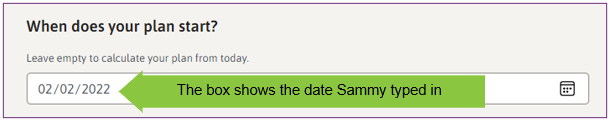 When does your plan start?
Leave empty to calculate your plan from today.
02/02/2022 The box shows the date Sammy typed in